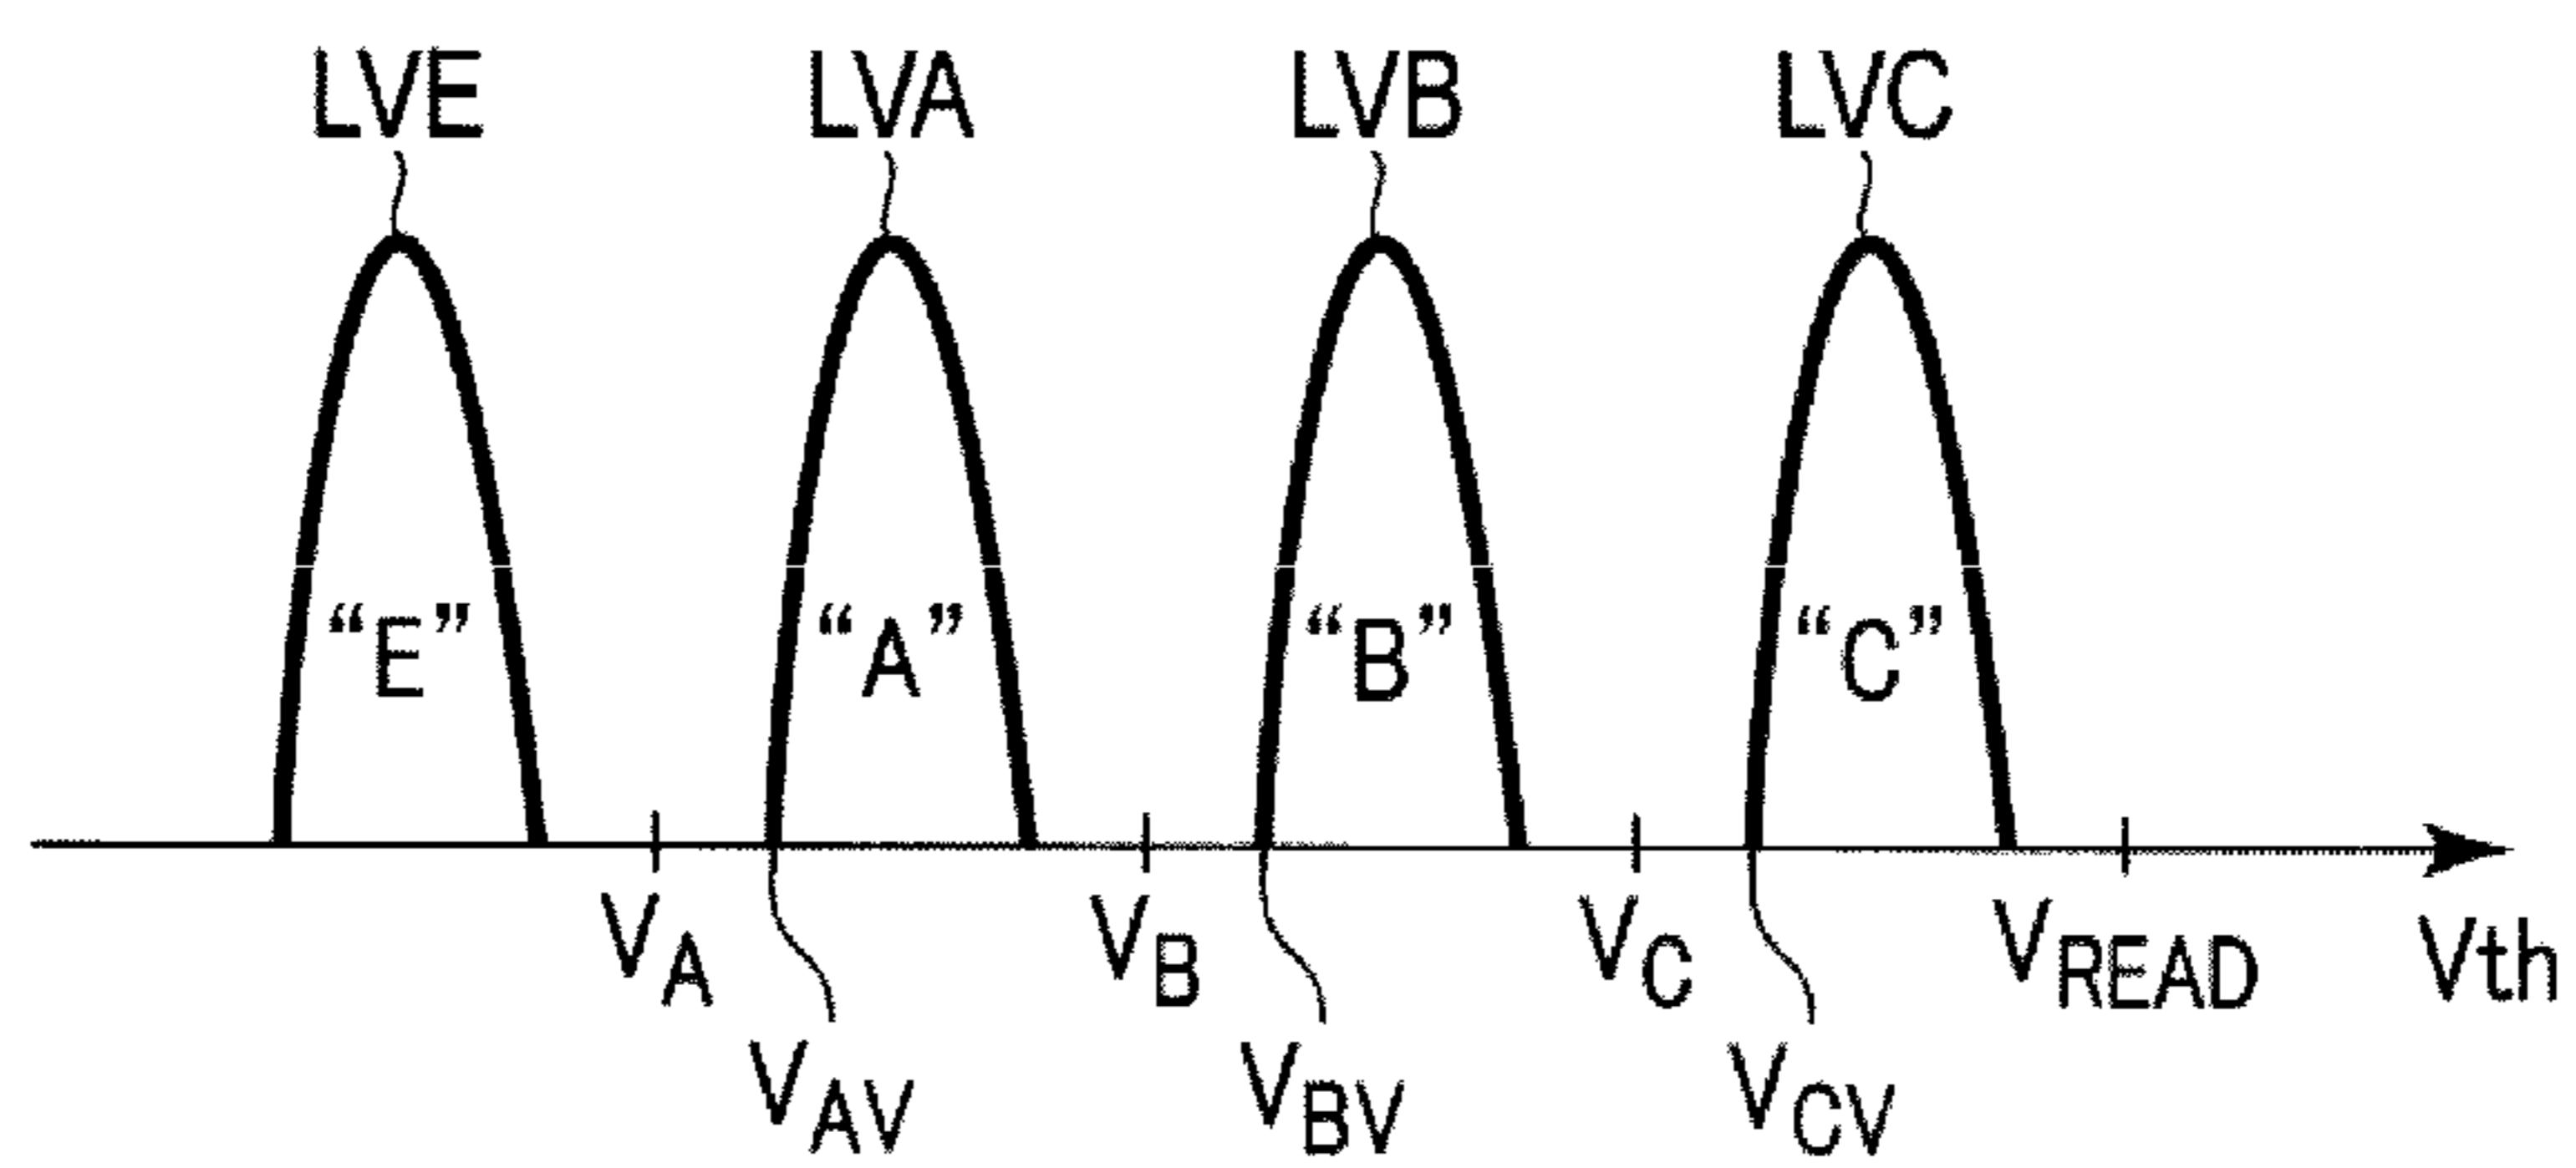 LVE LVA LVB LVC
“E” “A” “B” “C”
VA VB VC VREAD Vth
VAV VBV VCV